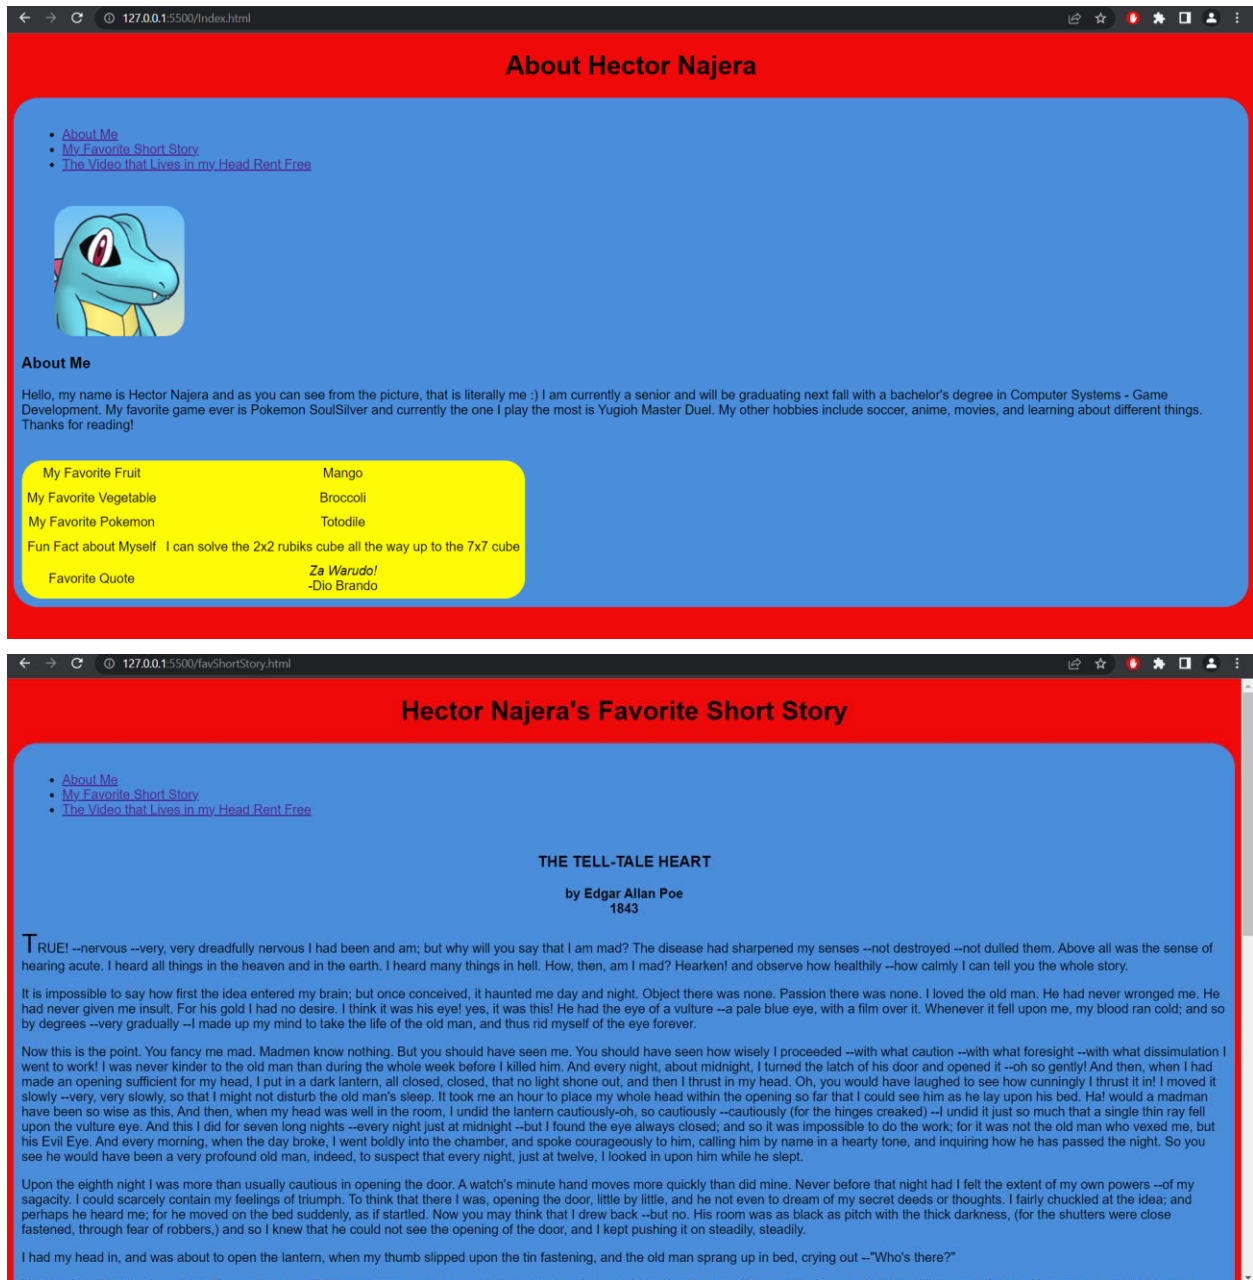 127.0.0.1:5500/Index.html
About Hector Najera
About Me
My Favorite Short Story
The Video that Lives in my Head Rent Free
About Me
Hello, my name is Hector Najera and as you can see from the picture, that is literally me :) I am currently a senior and will be graduating next fall with a bachelor's degree in Computer Systems - Game
Development. My favorite game ever is Pokemon SoulSilver and currently the one I play the most is Yugioh Master Duel. My other hobbies include soccer, anime, movies, and learning about different things.
Thanks for reading!
My Favorite Fruit Mango
My Favorite Vegetable Broccoli
My Favorite Pokemon Totodile
Fun Fact about Myself I can solve the 2x2 rubiks cube all the way up to the 7x7 cube
Favorite Quote Za Warudo!
-Dio Brando
127.0.0.1:5500/favShortStory.html
Hector Najera's Favorite Short Story
About Me
My Favorite Short Story
The Video that Lives in my Head Rent Free
THE TELL-TALE HEART
by Edgar Allan Poe
1843
TRUE! --nervous --very, very dreadfully nervous I had been and am; but why will you say that I am mad? The disease had sharpened my senses --not destroyed --not dulled them. Above all was the sense of
hearing acute. I heard all things in the heaven and in the earth. I heard many things in hell. How, then, am I mad? Hearken! and observe how healthily --how calmly I can tell you the whole story.
It is impossible to say how first the idea entered my brain; but once conceived, it haunted me day and night. Object there was none. Passion there was none. I loved the old man. He had never wronged me. He
had never given me insult. For his gold I had no desire. I think it was his eye! yes, it was this! He had the eye of a vulture --a pale blue eye, with a film over it. Whenever it fell upon me, my blood ran cold; and so
by degrees --very gradually --I made up my mind to take the life of the old man, and thus rid myself of the eye forever.
Now this is the point. You fancy me mad. Madmen know nothing. But you should have seen me. You should have seen how wisely I proceeded --with what caution --with what foresight --with what dissimulation I
went to work! I was never kinder to the old man than during the whole week before I killed him. And every night, about midnight, I turned the latch of his door and opened it --oh so gently! And then, when I had
made an opening sufficient for my head, I put in a dark lantern, all closed, closed, that no light shone out, and then I thrust in my head. Oh, you would have laughed to see how cunningly I thrust it in! I moved it
slowly --very, very slowly, so that I might not disturb the old man's sleep. It took me an hour to place my whole head within the opening so far that I could see him as he lay upon his bed. Ha! would a madman
have been so wise as this, And then, when my head was well in the room, I undid the lantern cautiously-oh, so cautiously --cautiously (for the hinges creaked) --I undid it just so much that a single thin ray fell
upon the vulture eye. And this I did for seven long nights --every night just at midnight --but I found the eye always closed; and so it was impossible to do the work; for it was not the old man who vexed me, but
his Evil Eye. And every morning, when the day broke, I went boldly into the chamber, and spoke courageously to him, calling him by name in a hearty tone, and inquiring how he has passed the night. So you
see he would have been a very profound old man, indeed, to suspect that every night, just at twelve, I looked in upon him while he slept.
Upon the eighth night I was more than usually cautious in opening the door. A watch's minute hand moves more quickly than did mine. Never before that night had I felt the extent of my own powers --of my
sagacity. I could scarcely contain my feelings of triumph. To think that there I was, opening the door, little by little, and he not even to dream of my secret deeds or thoughts. I fairly chuckled at the idea; and
perhaps he heard me; for he moved on the bed suddenly, as if startled. Now you may think that I drew back --but no. His room was as black as pitch with the thick darkness, (for the shutters were close
fastened, through fear of robbers,) and so I knew that he could not see the opening of the door, and I kept pushing it on steadily, steadily.
I had my head in, and was about to open the lantern, when my thumb slipped upon the tin fastening, and the old man sprang up in bed, crying out --"Who's there?"